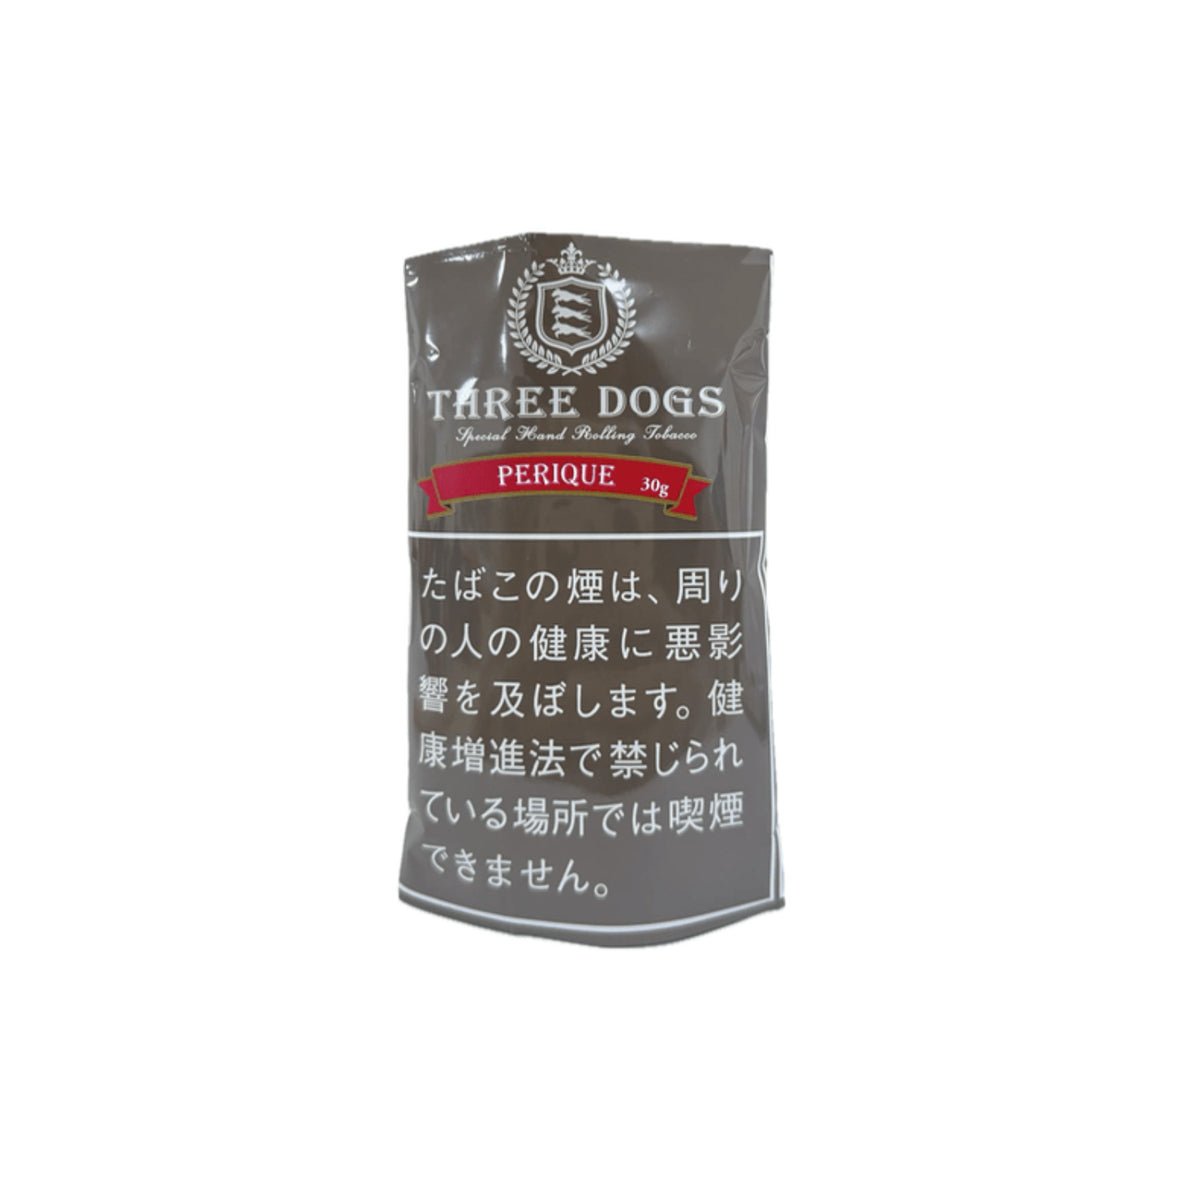 THREE DOGS
Special Hand Rolling Tobacco
PERIQUE 30g
たばこの煙は、周り
の人の健康に悪影
響を及ぼします。健
康増進法で禁じられ
ている場所では喫煙
できません。